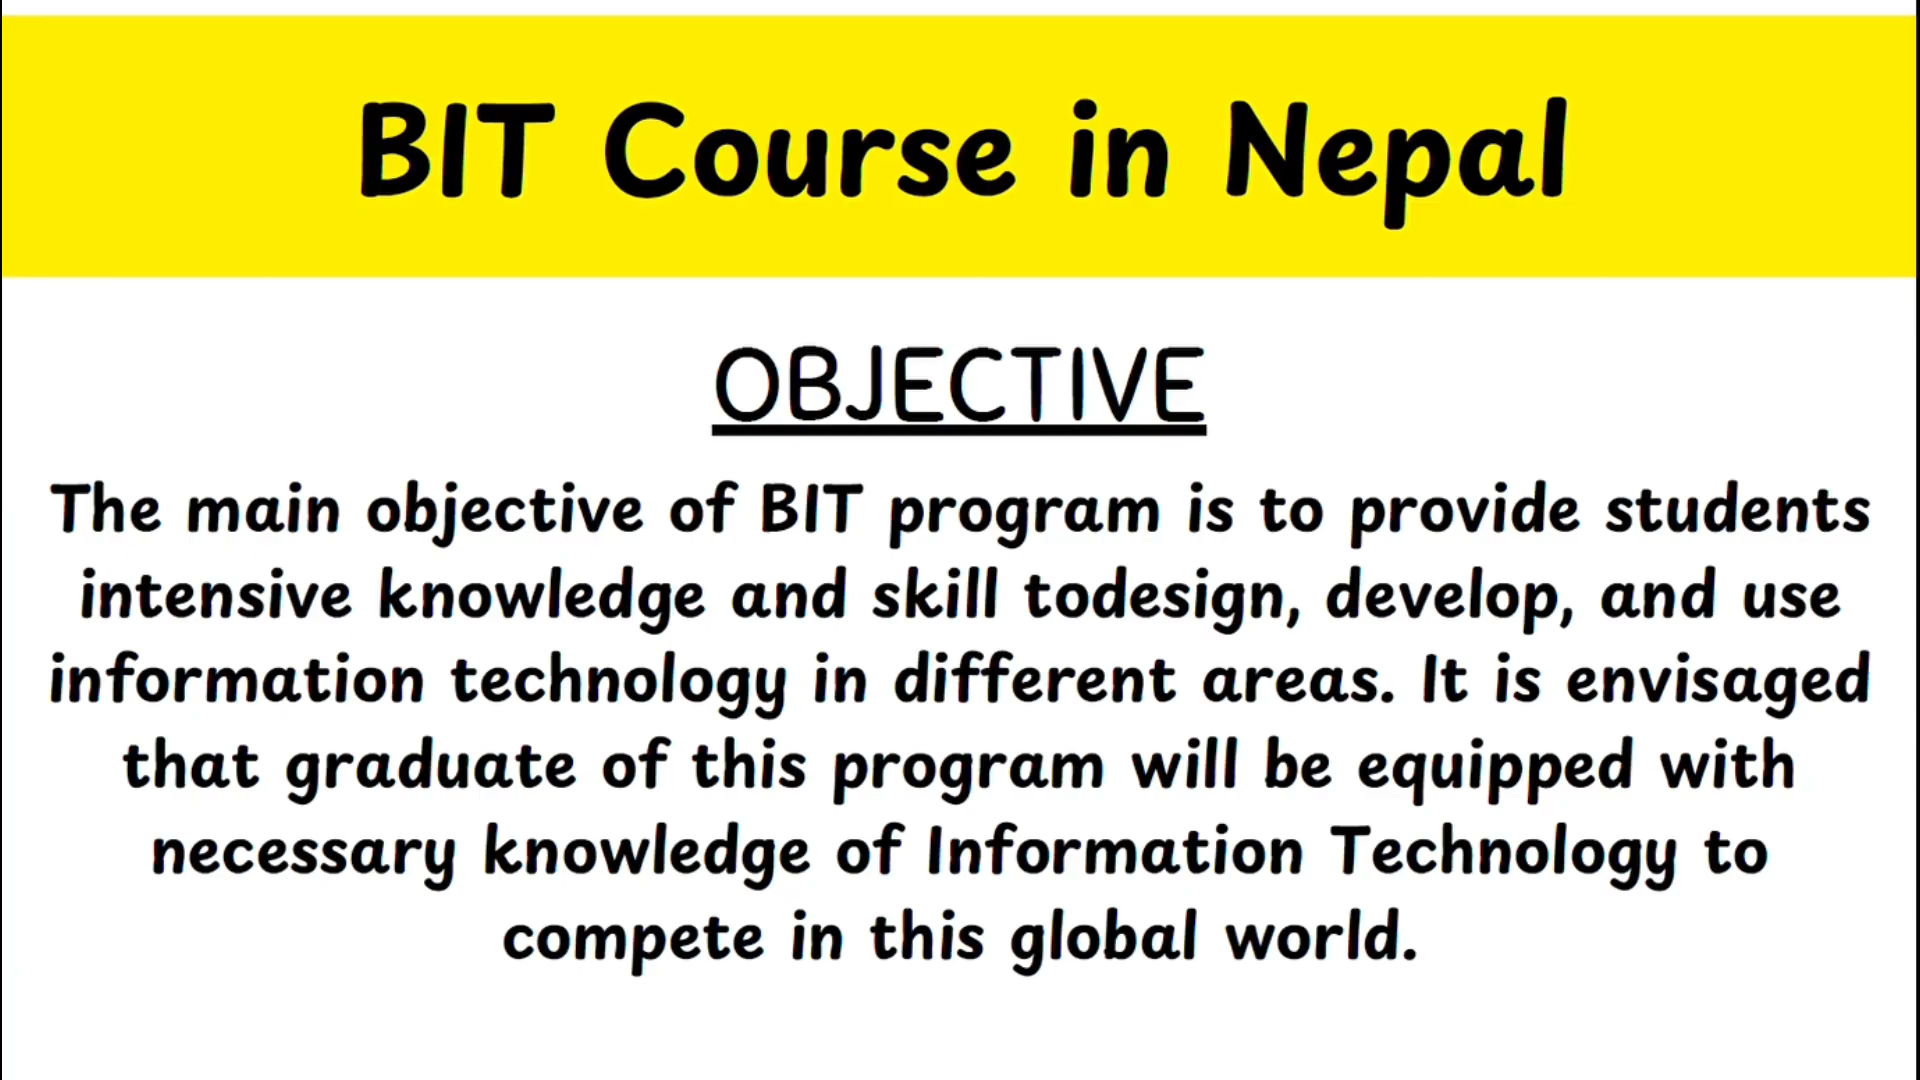 BIT Course in Nepal
OBJECTIVE
The main objective of BIT program is to provide students
intensive knowledge and skill todesign, develop, and use
information technology in different areas. It is envisaged
that graduate of this program will be equipped with
necessary knowledge of Information Technology to
compete in this global world.